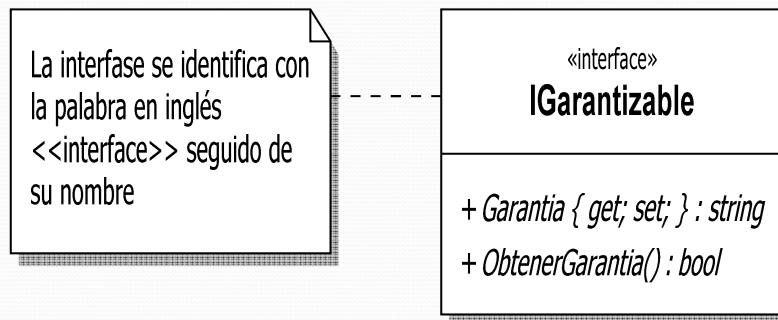 La interfase se identifica con
la palabra en inglés
<<interface>> seguido de
su nombre
«interface»
IGarantizable
+ Garantia { get; set; } : string
+ ObtenerGarantia() : bool